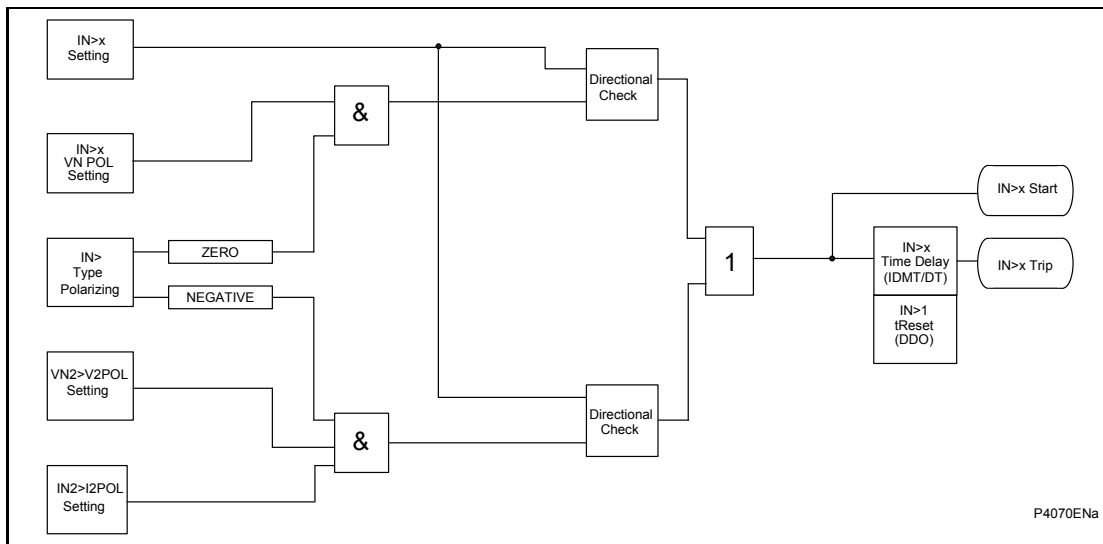 IN>x
Setting
IN>x
VN POL
Setting
IN>
Type
Polarizing
ZERO
NEGATIVE
VN2>V2POL
Setting
IN2>I2POL
Setting
&
&
Directional
Check
Directional
Check
1
IN>x Start
IN>x
Time Delay
(IDMT/DT)
IN>1
tReset
(DDO)
IN>x Trip
P4070ENa